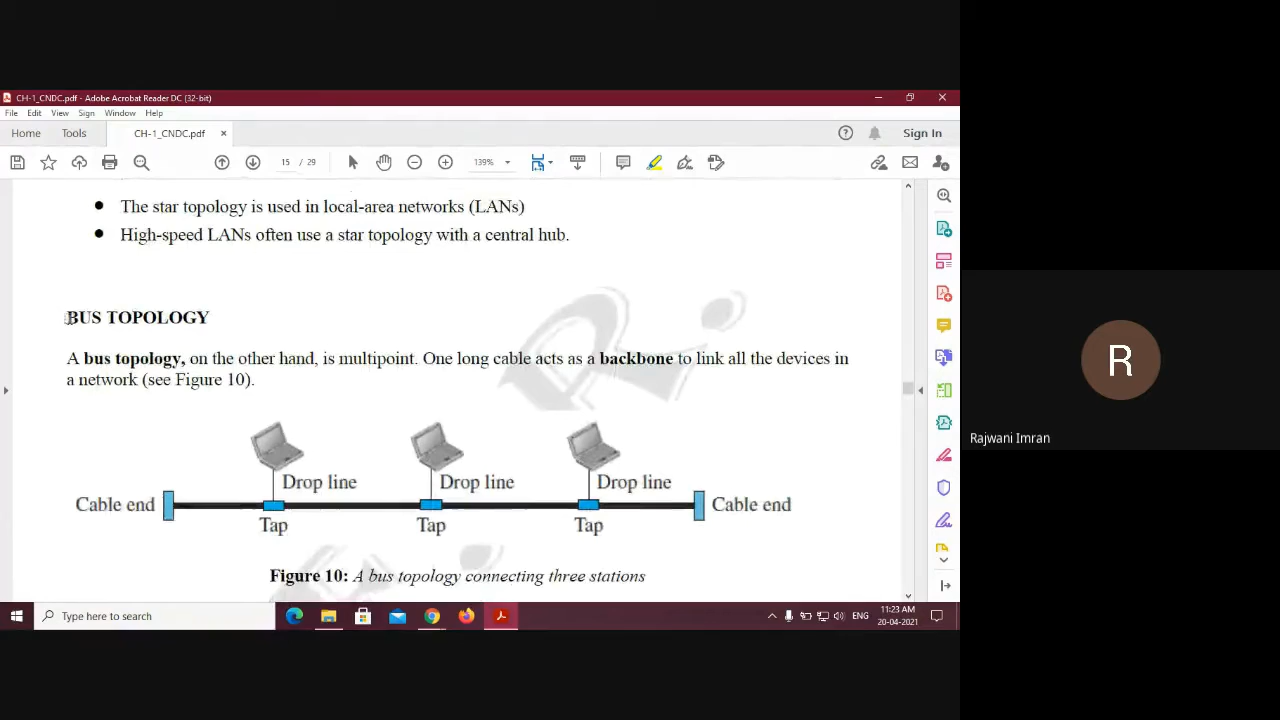 CH-1_CNDC.pdf - Adobe Acrobat Reader DC (32-bit)
File Edit View Sign Window Help
Home Tools CH-1_CNDC.pdf × Sign In
15 / 29 139%
● The star topology is used in local-area networks (LANs)
● High-speed LANs often use a star topology with a central hub.
BUS TOPOLOGY
A bus topology, on the other hand, is multipoint. One long cable acts as a backbone to link all the devices in
a network (see Figure 10).
Drop line Drop line Drop line
Cable end Cable end
Tap Tap Tap
Figure 10: A bus topology connecting three stations
R
Rajwani Imran
Type here to search
ENG
11:23 AM
20-04-2021